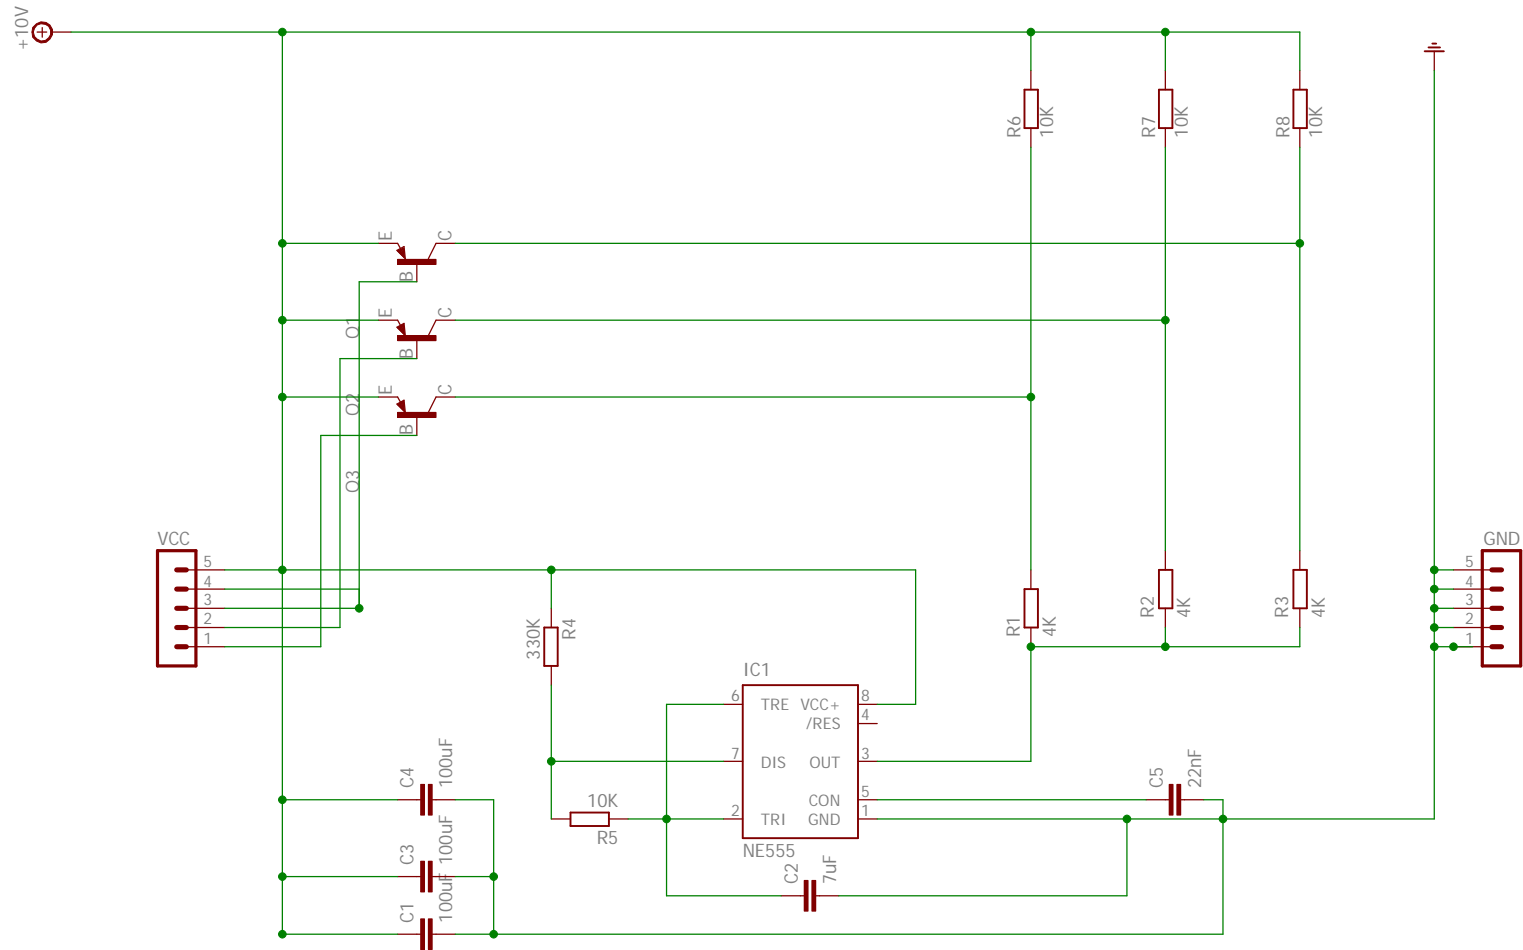 +10V
R6
10K
R7
10K
R8
10K
E
C
B
O1
E
C
B
O2
E
C
B
O3
VCC
5
4
3
2
1
GND
5
4
3
2
1
330K
R4
R1
4K
R2
4K
R3
4K
IC1
6 TRE VCC+ 8
/RES 4
7 DIS OUT 3
CON 5
2 TRI GND 1
NE555
10K
R5
C4
100uF
C3
100uF
C1
100uF
C2
7uF
C5
22nF